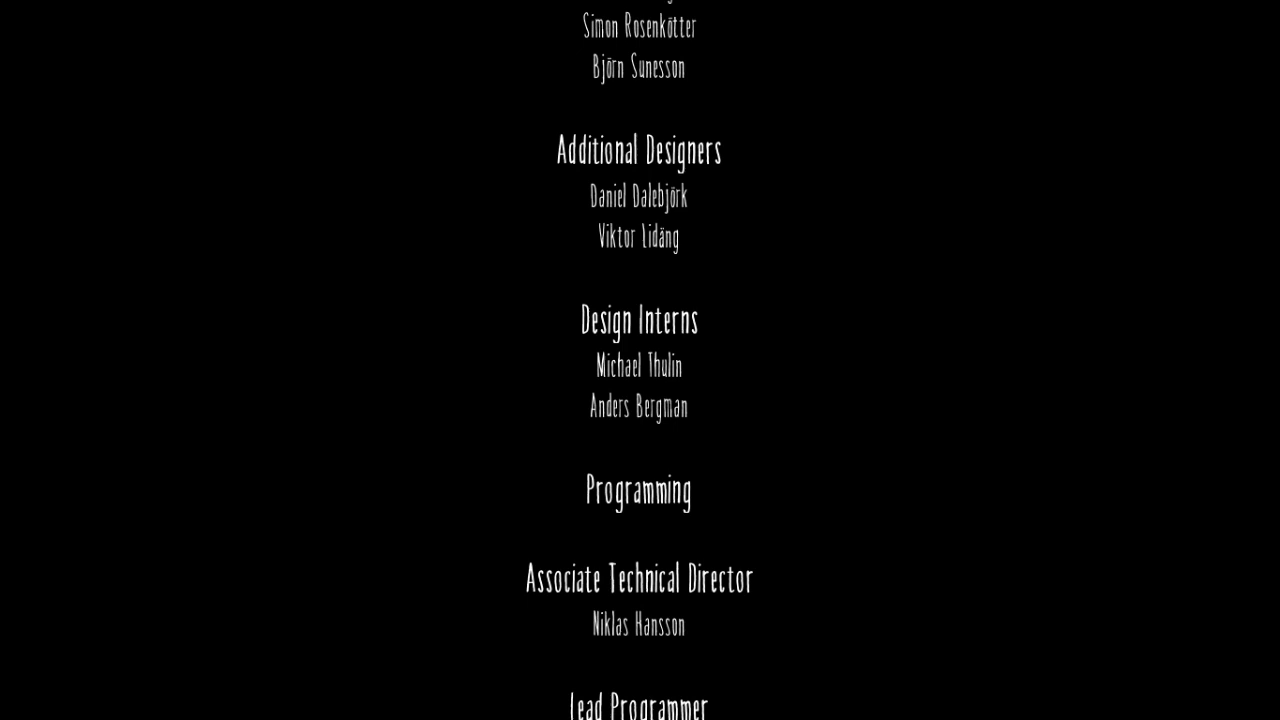 Simon Rosenkötter
Björn Sunesson
Additional Designers
Daniel Dalebjörk
Viktor Lidäng
Design Interns
Michael Thulin
Anders Bergman
Programming
Associate Technical Director
Niklas Hansson
Lead Programmer